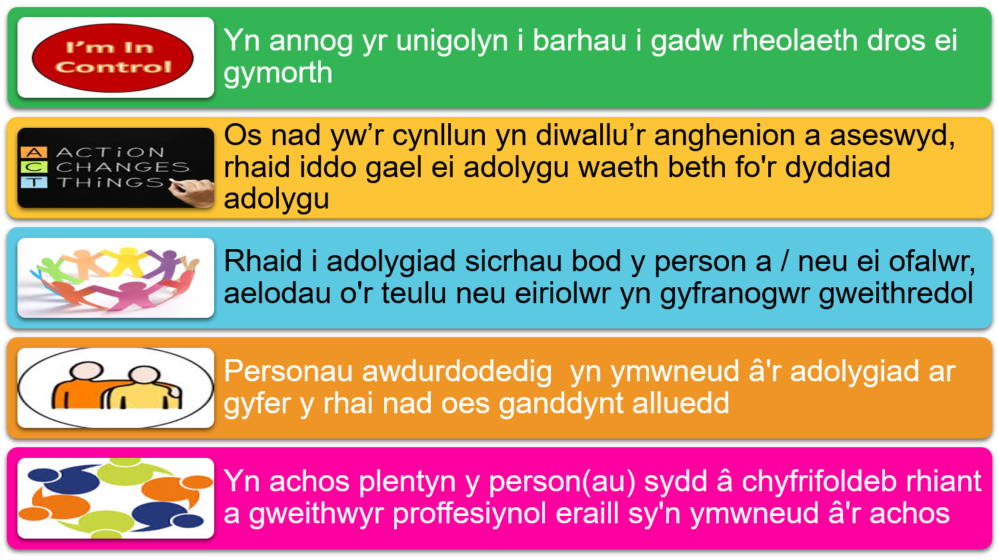 I'm In
Control
Yn annog yr unigolyn i barhau i gadw rheolaeth dros ei
gymorth
A ACTiON
C CHANGES
T THiNGS
Os nad yw’r cynllun yn diwallu’r anghenion a aseswyd,
rhaid iddo gael ei adolygu waeth beth fo'r dyddiad
adolygu
Rhaid i adolygiad sicrhau bod y person a / neu ei ofalwr,
aelodau o'r teulu neu eiriolwr yn gyfranogwr gweithredol
Personau awdurdodedig  yn ymwneud â'r adolygiad ar
gyfer y rhai nad oes ganddynt alluedd
Yn achos plentyn y person(au) sydd â chyfrifoldeb rhiant
a gweithwyr proffesiynol eraill sy'n ymwneud â'r achos